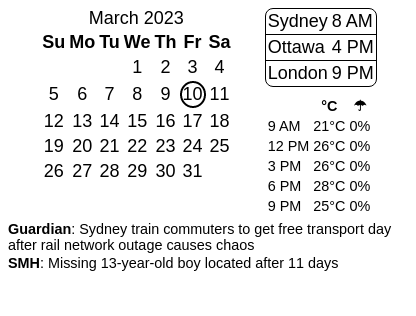 March 2023
Su Mo Tu We Th Fr Sa
1 2 3 4
5 6 7 8 9 10 11
12 13 14 15 16 17 18
19 20 21 22 23 24 25
26 27 28 29 30 31
Sydney 8 AM
Ottawa 4 PM
London 9 PM
°C ☂
9 AM 21°C 0%
12 PM 26°C 0%
3 PM 26°C 0%
6 PM 28°C 0%
9 PM 25°C 0%
Guardian: Sydney train commuters to get free transport day
after rail network outage causes chaos
SMH: Missing 13-year-old boy located after 11 days